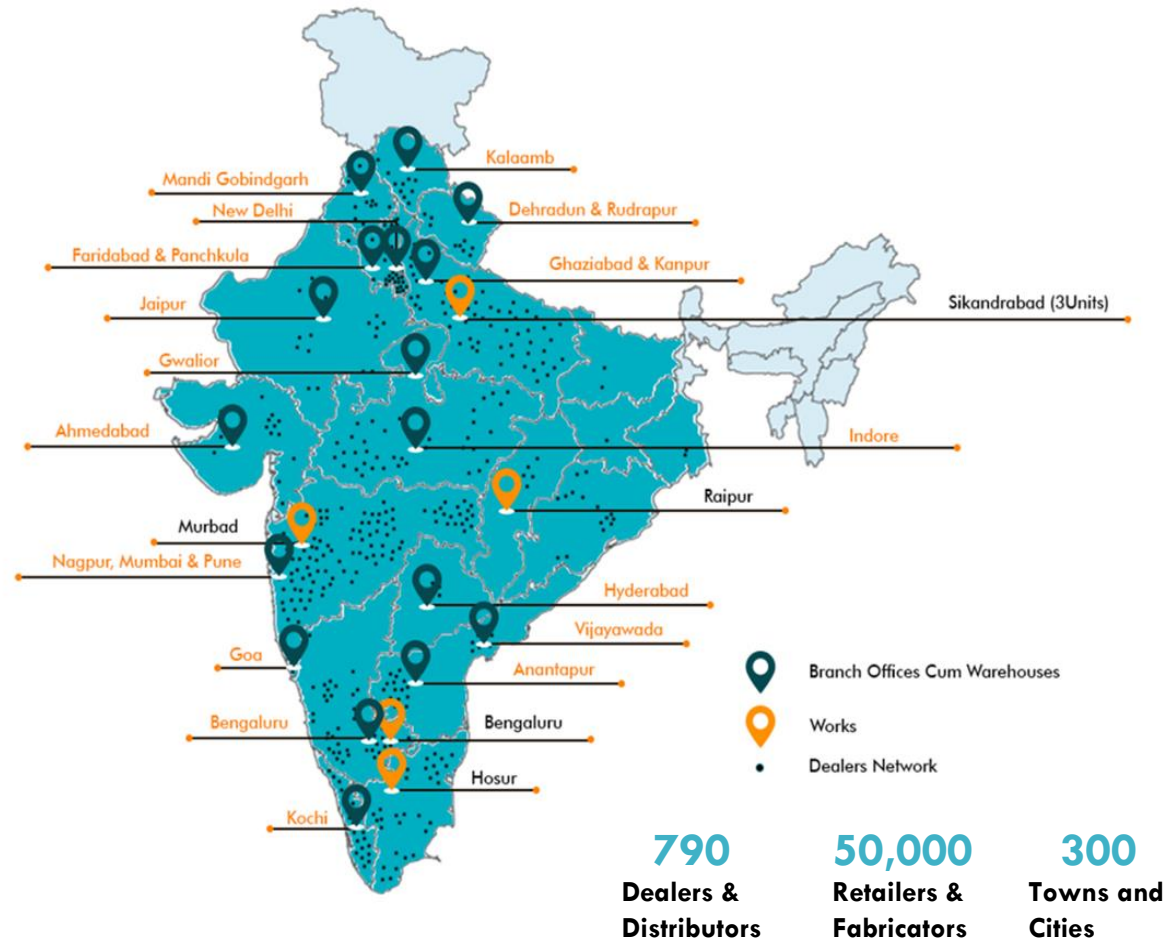 Kalaamb
Mandi Gobindgarh
New Delhi
Dehradun & Rudrapur
Faridabad & Panchkula
Ghaziabad & Kanpur
Jaipur
Sikandrabad (3Units)
Gwalior
Ahmedabad
Indore
Raipur
Murbad
Nagpur, Mumbai & Pune
Hyderabad
Vijayawada
Goa
Anantapur
Bengaluru
Bengaluru
Hosur
Kochi
Branch Offices Cum Warehouses
Works
Dealers Network
790
Dealers &
Distributors
50,000
Retailers &
Fabricators
300
Towns and
Cities